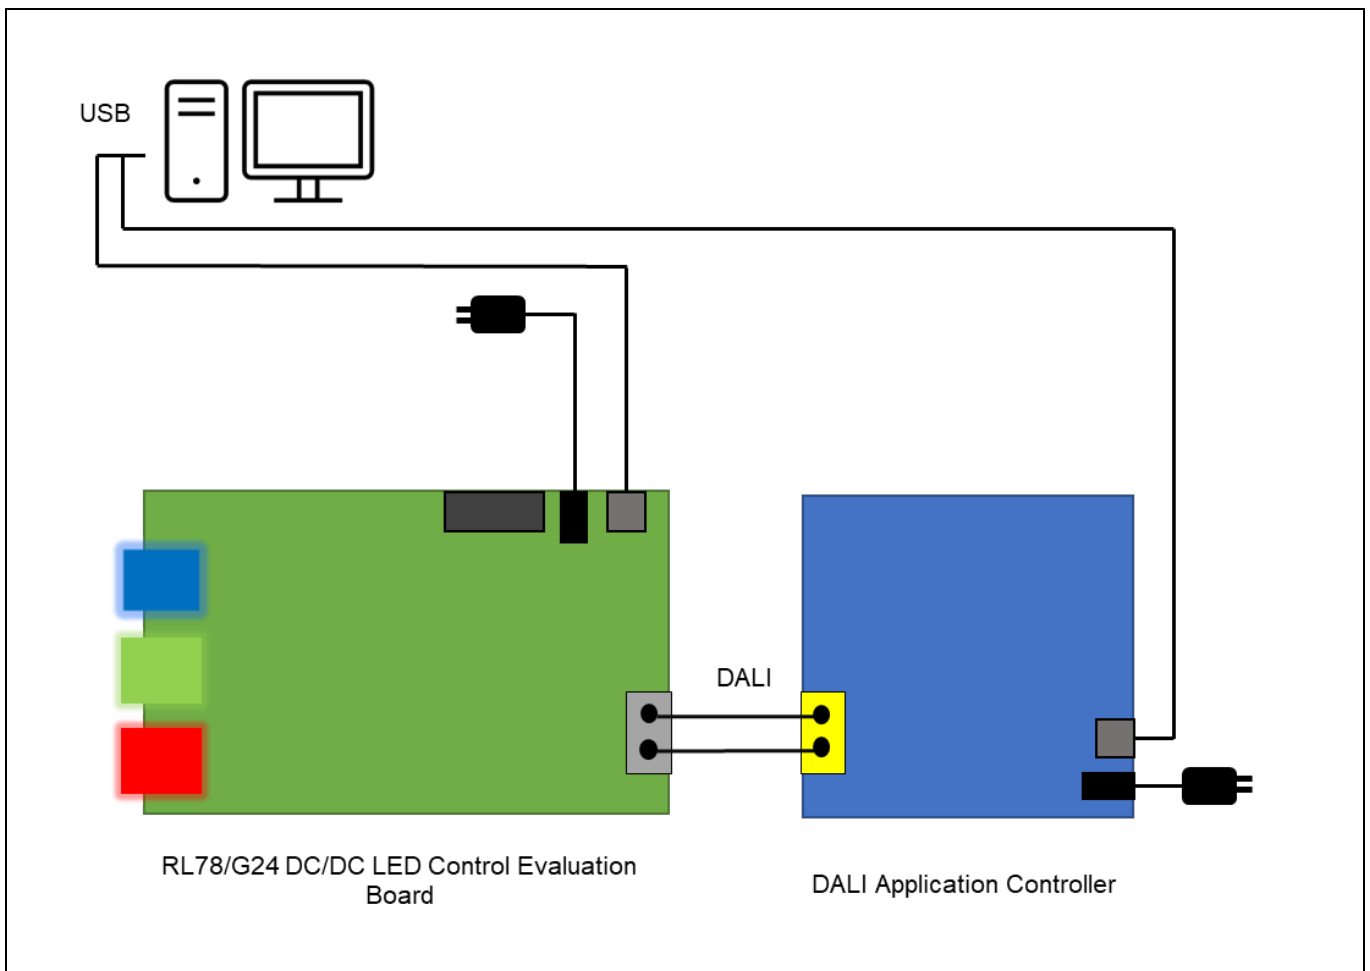 USB
DALI
RL78/G24 DC/DC LED Control Evaluation
Board
DALI Application Controller